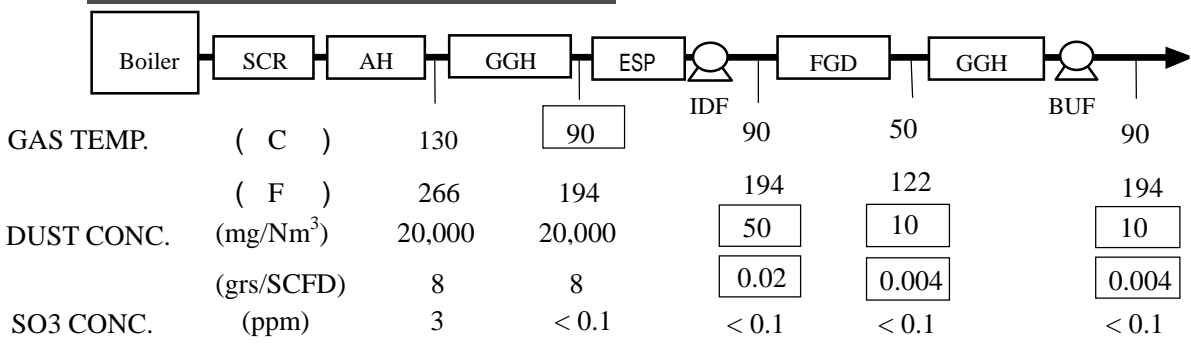 Boiler SCR AH GGH ESP FGD GGH
IDF BUF
GAS TEMP. ( C ) 130 90 90 50 90
( F ) 266 194 194 122 194
DUST CONC. (mg/Nm³) 20,000 20,000 50 10 10
(grs/SCFD) 8 8 0.02 0.004 0.004
SO3 CONC. (ppm) 3 < 0.1 < 0.1 < 0.1 < 0.1